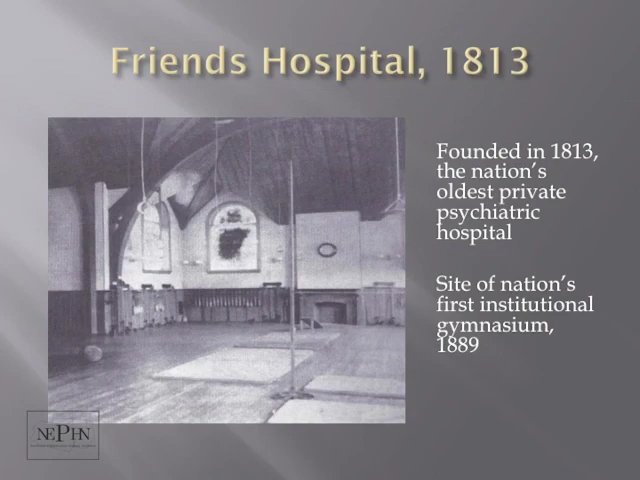 Friends Hospital, 1813
Founded in 1813,
the nation’s
oldest private
psychiatric
hospital
Site of nation’s
first institutional
gymnasium,
1889
NEPHN